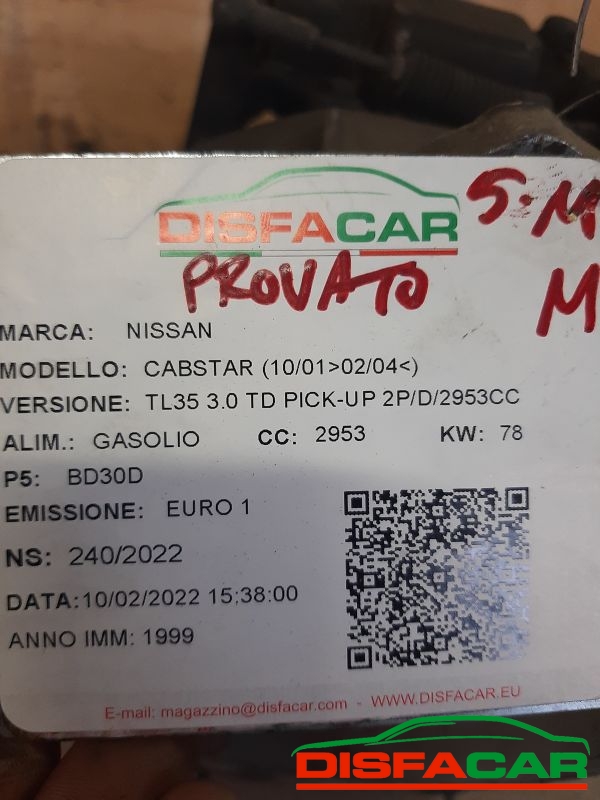 DISFACAR
S.M
PROVATO
M
MARCA: NISSAN
MODELLO: CABSTAR (10/01>02/04<)
VERSIONE: TL35 3.0 TD PICK-UP 2P/D/2953CC
ALIM.: GASOLIO CC: 2953 KW: 78
P5: BD30D
EMISSIONE: EURO 1
NS: 240/2022
DATA:10/02/2022 15:38:00
ANNO IMM: 1999
E-mail: magazzino@disfacar.com - WWW.DISFACAR.EU
DISFACAR